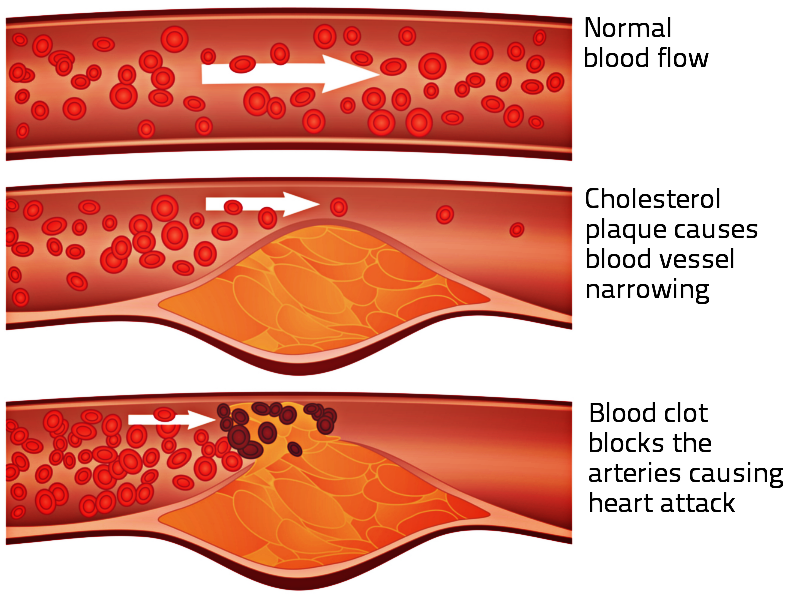 Normal
blood flow
Cholesterol
plaque causes
blood vessel
narrowing
Blood clot
blocks the
arteries causing
heart attack